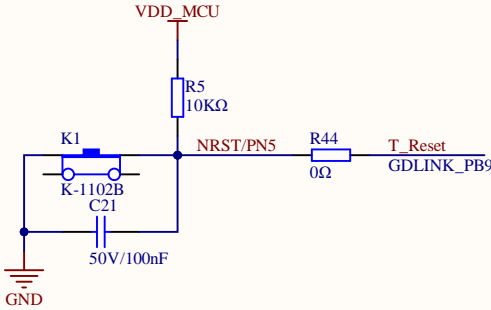 VDD_MCU
R5
10KΩ
K1
NRST/PN5
R44
T_Reset
GDLINK_PB9
0Ω
K-1102B
C21
50V/100nF
GND